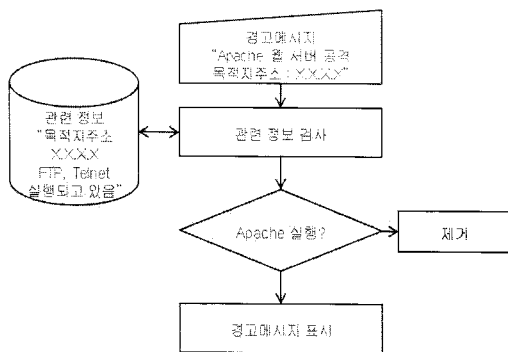 경고메시지
"Apache 웹 서버 공격
목적지주소 : X.X.X.X"
관련 정보
"목적지주소
X.X.X.X
FTP, Telnet
실행되고 있음"
관련 정보 검사
Apache 실행?
제거
경고메시지 표시